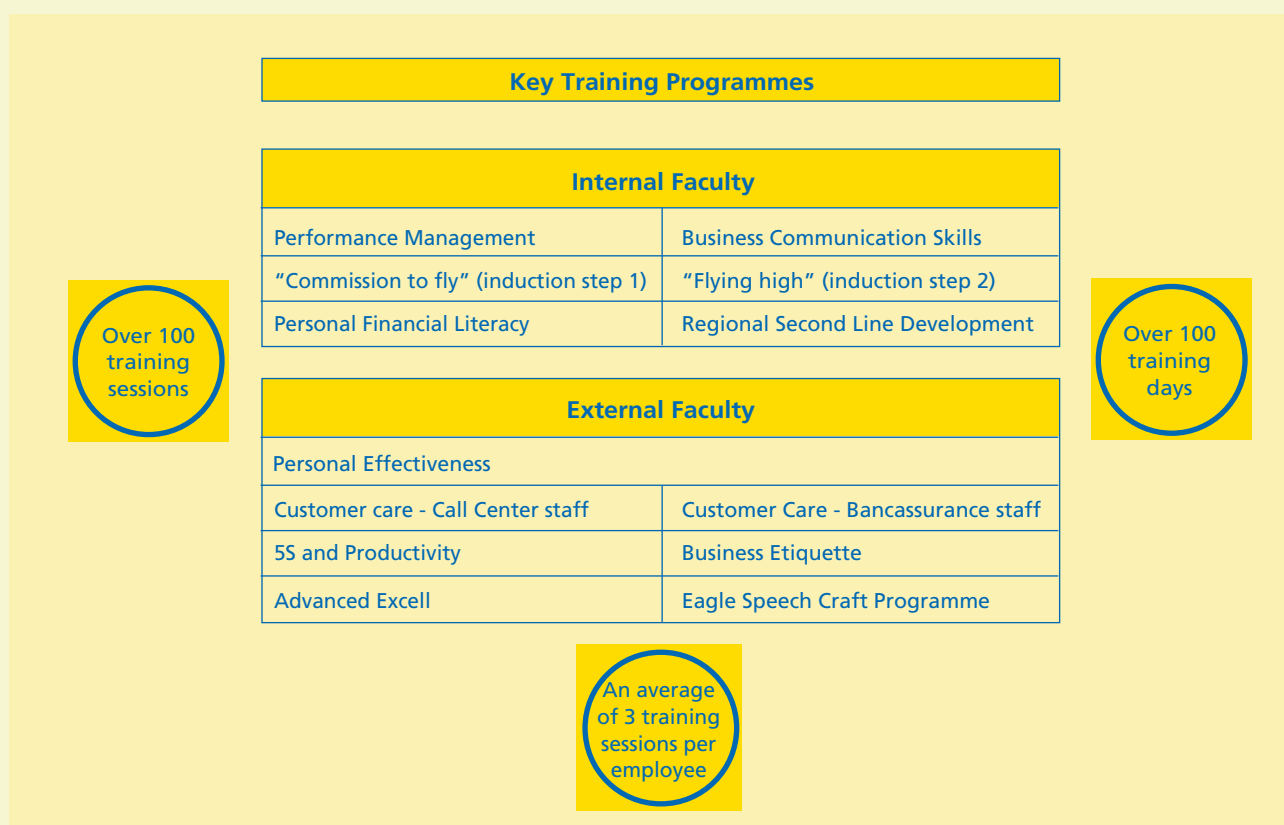 Key Training Programmes
Internal Faculty
Performance Management
Business Communication Skills
“Commission to fly” (induction step 1)
“Flying high” (induction step 2)
Personal Financial Literacy
Regional Second Line Development
Over 100
training
sessions
Over 100
training
days
External Faculty
Personal Effectiveness
Customer care - Call Center staff
Customer Care - Bancassurance staff
5S and Productivity
Business Etiquette
Advanced Excell
Eagle Speech Craft Programme
An average
of 3 training
sessions per
employee